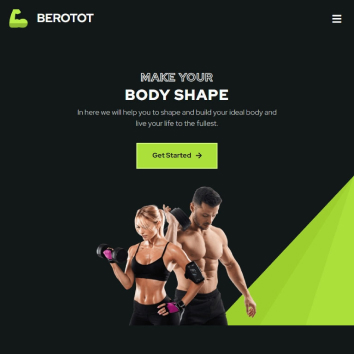 BEROTOT
MAKE YOUR
BODY SHAPE
In here we will help you to shape and build your ideal body and
live your life to the fullest.
Get Started